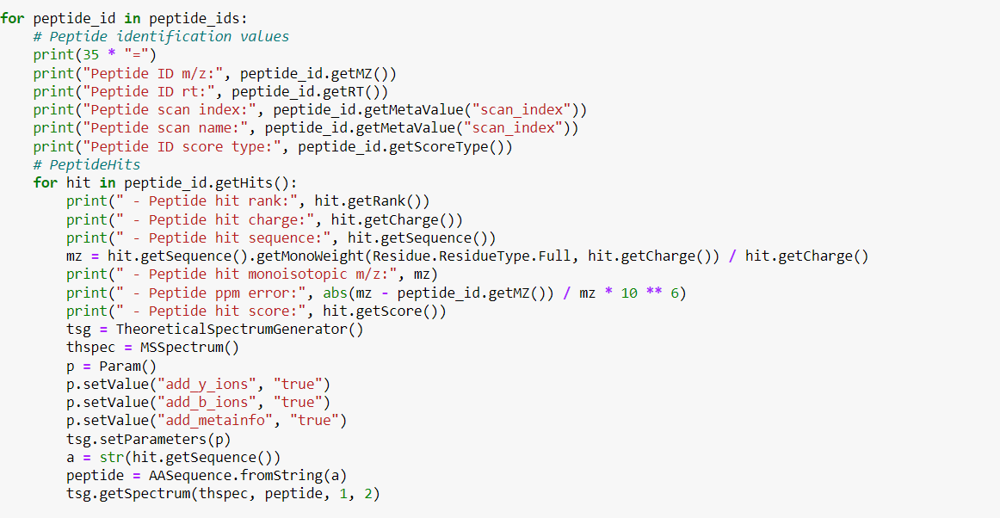 for peptide_id in peptide_ids:
    # Peptide identification values
    print(35 * "=")
    print("Peptide ID m/z:", peptide_id.getMZ())
    print("Peptide ID rt:", peptide_id.getRT())
    print("Peptide scan index:", peptide_id.getMetaValue("scan_index"))
    print("Peptide scan name:", peptide_id.getMetaValue("scan_index"))
    print("Peptide ID score type:", peptide_id.getScoreType())
    # PeptideHits
    for hit in peptide_id.getHits():
        print(" - Peptide hit rank:", hit.getRank())
        print(" - Peptide hit charge:", hit.getCharge())
        print(" - Peptide hit sequence:", hit.getSequence())
        mz = hit.getSequence().getMonoWeight(Residue.ResidueType.Full, hit.getCharge()) / hit.getCharge()
        print(" - Peptide hit monoisotopic m/z:", mz)
        print(" - Peptide ppm error:", abs(mz - peptide_id.getMZ()) / mz * 10 ** 6)
        print(" - Peptide hit score:", hit.getScore())
        tsg = TheoreticalSpectrumGenerator()
        thspec = MSSpectrum()
        p = Param()
        p.setValue("add_y_ions", "true")
        p.setValue("add_b_ions", "true")
        p.setValue("add_metainfo", "true")
        tsg.setParameters(p)
        a = str(hit.getSequence())
        peptide = AASequence.fromString(a)
        tsg.getSpectrum(thspec, peptide, 1, 2)